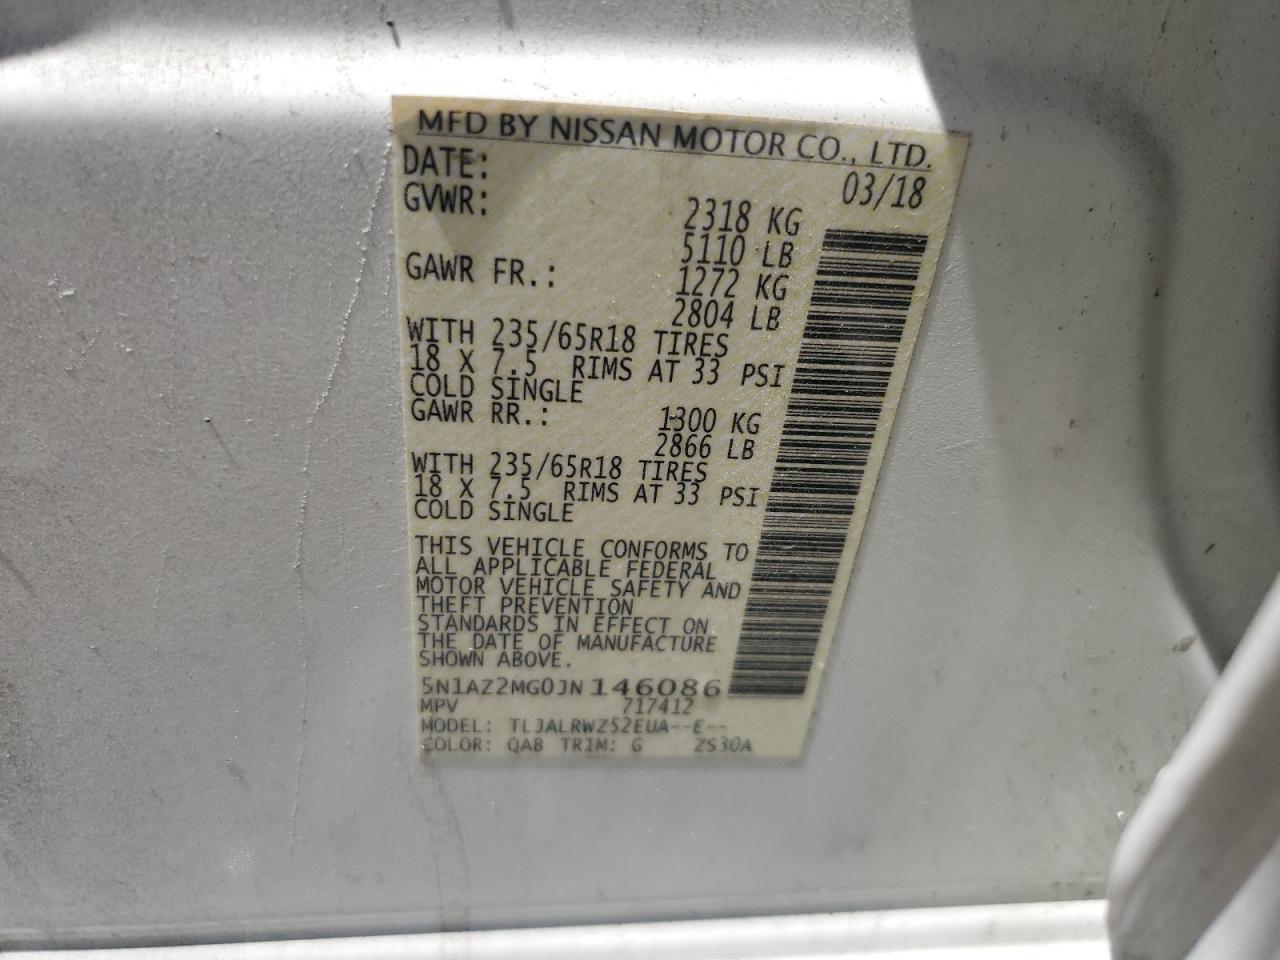 MFD BY NISSAN MOTOR CO., LTD.
DATE: 03/18
GVWR: 2318 KG
5110 LB
GAWR FR.: 1272 KG
2804 LB
WITH 235/65R18 TIRES
18 X 7.5 RIMS AT 33 PSI
COLD SINGLE
GAWR RR.: 1300 KG
2866 LB
WITH 235/65R18 TIRES
18 X 7.5 RIMS AT 33 PSI
COLD SINGLE
THIS VEHICLE CONFORMS TO
ALL APPLICABLE FEDERAL
MOTOR VEHICLE SAFETY AND
THEFT PREVENTION
STANDARDS IN EFFECT ON
THE DATE OF MANUFACTURE
SHOWN ABOVE.
5N1AZ2MG0JN146086
MPV 717412
MODEL: TLJALRWZ52EUA--E--
COLOR: QAB TRIM: G ZS30A